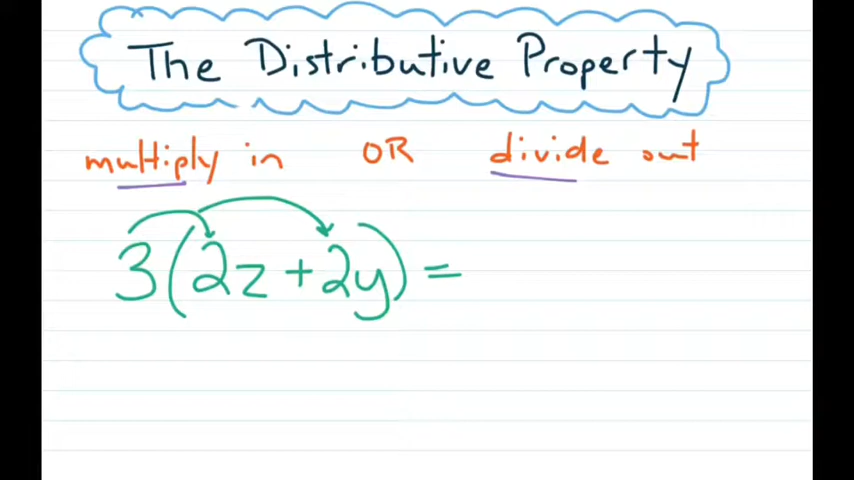 The Distributive Property
multiply in OR divide out
3(2z+2y)=